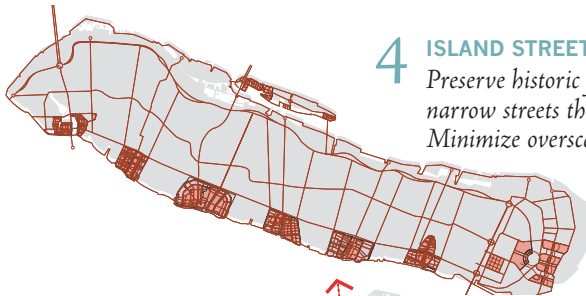 4
ISLAND STREET
Preserve historic
narrow streets th
Minimize oversc